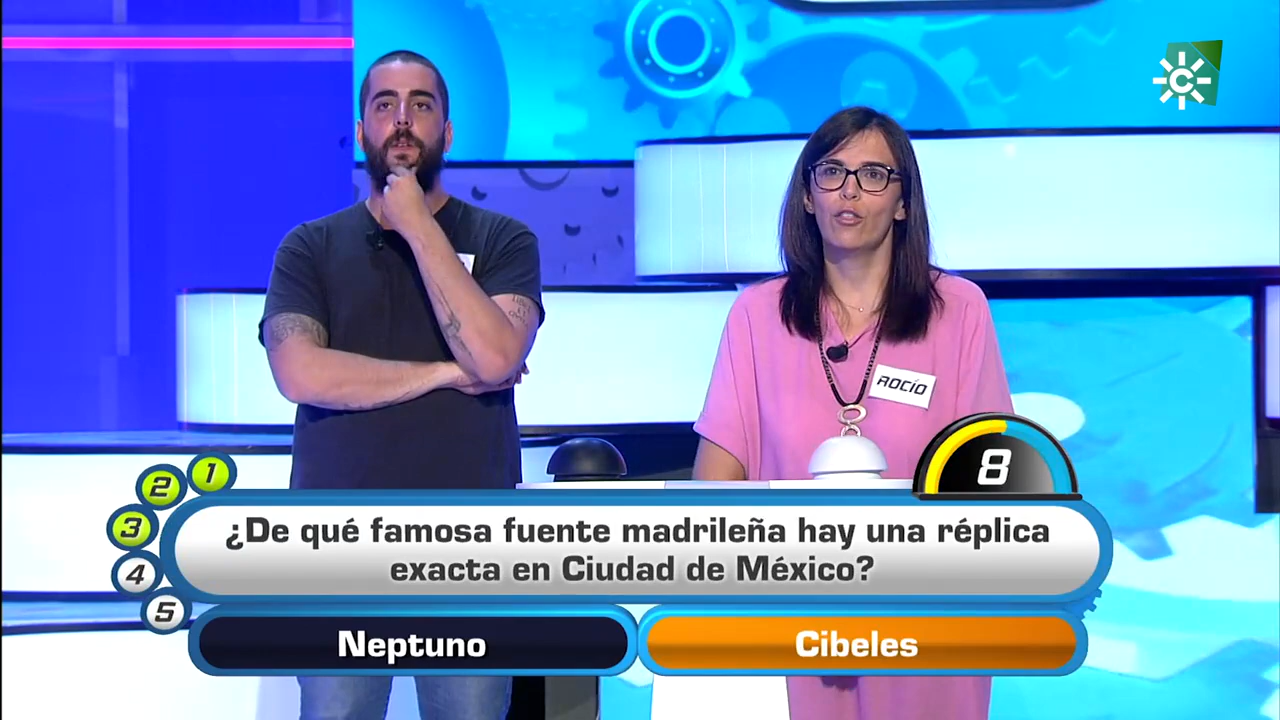 C
ROCÍO
8
1
2
3
4
5
¿De qué famosa fuente madrileña hay una réplica
exacta en Ciudad de México?
Neptuno
Cibeles